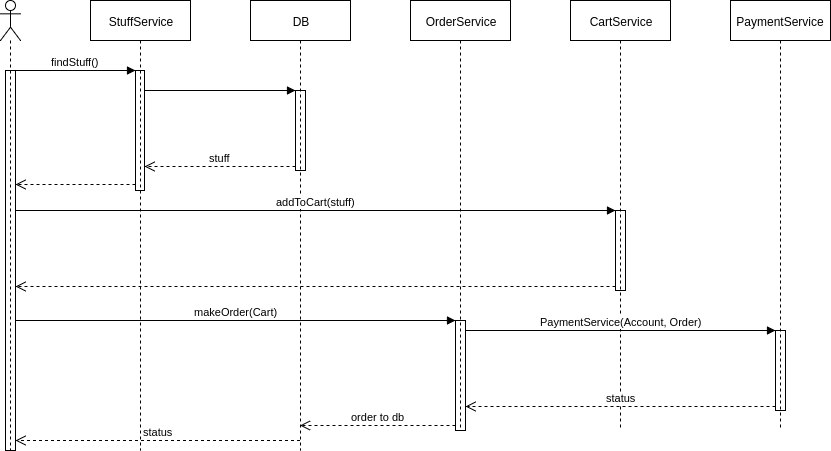 StuffService
DB
OrderService
CartService
PaymentService
findStuff()
stuff
addToCart(stuff)
makeOrder(Cart)
PaymentService(Account, Order)
status
order to db
status